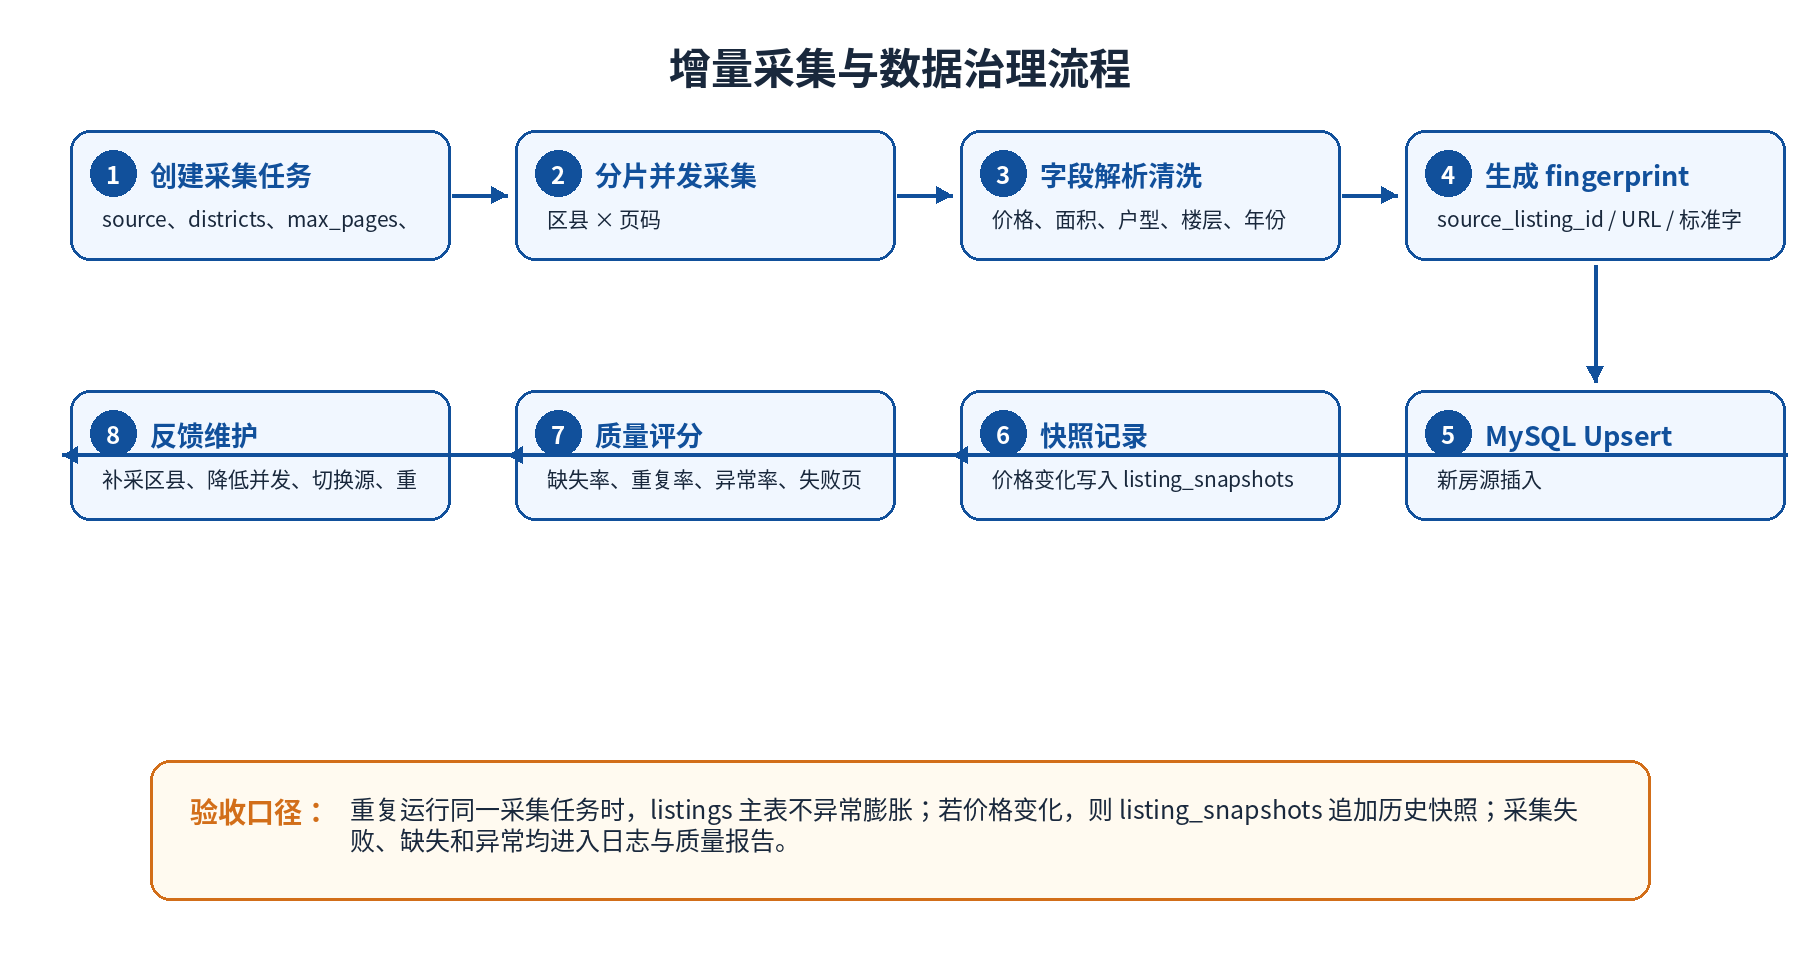 增量采集与数据治理流程
1 创建采集任务
source、districts、max_pages、
2 分片并发采集
区县 × 页码
3 字段解析清洗
价格、面积、户型、楼层、年份
4 生成 fingerprint
source_listing_id / URL / 标准字
8 反馈维护
补采区县、降低并发、切换源、重
7 质量评分
缺失率、重复率、异常率、失败页
6 快照记录
价格变化写入 listing_snapshots
5 MySQL Upsert
新房源插入
验收口径： 重复运行同一采集任务时，listings 主表不异常膨胀；若价格变化，则 listing_snapshots 追加历史快照；采集失
败、缺失和异常均进入日志与质量报告。